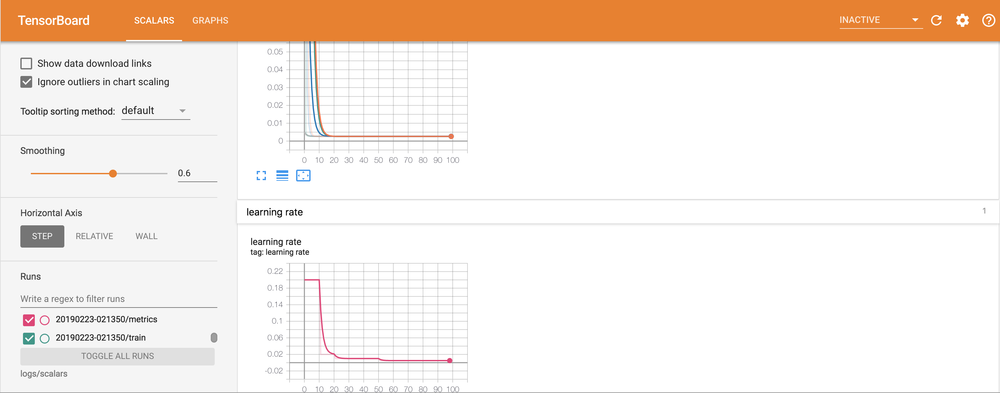 TensorBoard SCALARS GRAPHS INACTIVE
Show data download links
Ignore outliers in chart scaling
Tooltip sorting method: default
Smoothing
0.6
Horizontal Axis
STEP RELATIVE WALL
Runs
Write a regex to filter runs
20190223-021350/metrics
20190223-021350/train
TOGGLE ALL RUNS
logs/scalars
0.05
0.04
0.03
0.02
0.01
0
0 10 20 30 40 50 60 70 80 90 100
learning rate 1
learning rate
tag: learning rate
0.22
0.18
0.14
0.1
0.06
0.02
-0.02
0 10 20 30 40 50 60 70 80 90 100